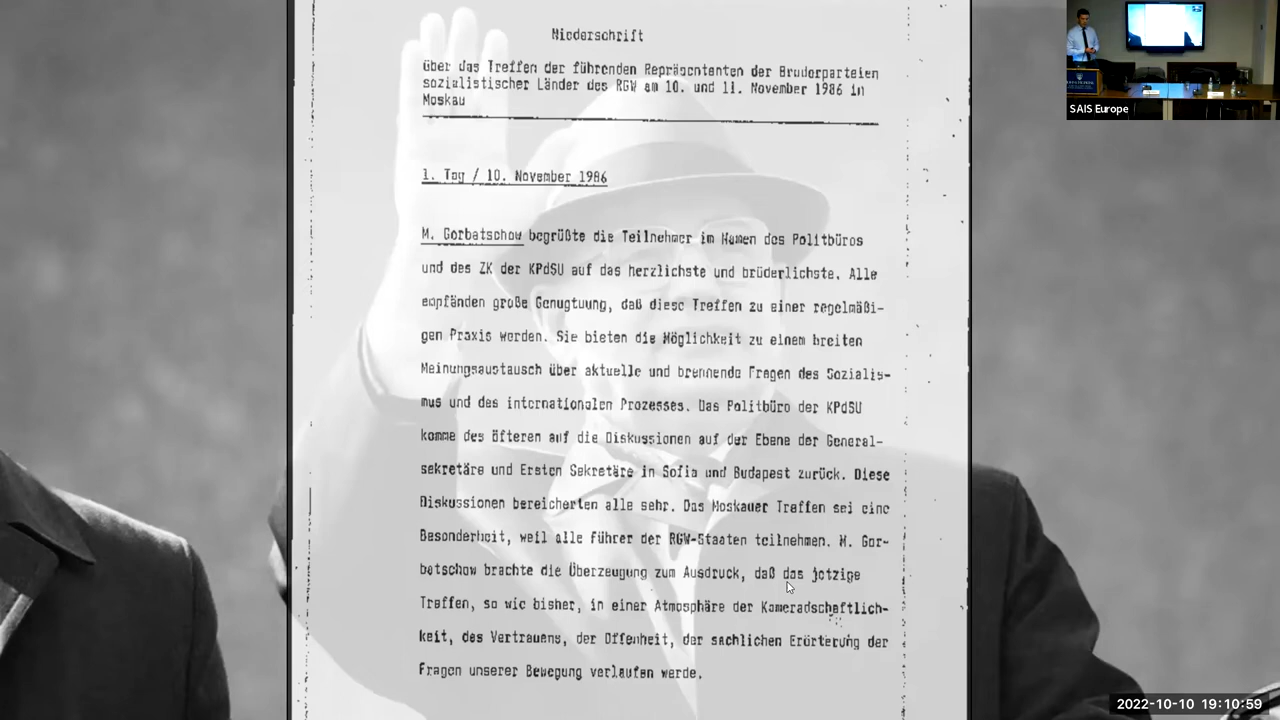 Niederschrift
über das Treffen der führenden Repräsentanten der Bruderparteien
sozialistischer Länder des RGW am 10. und 11. November 1986 in
Moskau
1. Tag / 10. November 1986
M. Gorbatschow begrüßte die Teilnehmer im Namen des Politbüros
und des ZK der KPdSU auf das herzlichste und brüderlichste. Alle
empfänden große Genugtuung, daß diese Treffen zu einer regelmäßi-
gen Praxis werden. Sie bieten die Möglichkeit zu einem breiten
Meinungsaustausch über aktuelle und brennende Fragen des Sozialis-
mus und des internationalen Prozesses. Das Politbüro der KPdSU
komme des öfteren auf die Diskussionen auf der Ebene der General-
sekretäre und Ersten Sekretäre in Sofia und Budapest zurück. Diese
Diskussionen bereicherten alle sehr. Das Moskauer Treffen sei eine
Besonderheit, weil alle führer der RGW-Staaten teilnehmen. M. Gor-
batschow brachte die Überzeugung zum Ausdruck, daß das jetzige
Treffen, so wie bisher, in einer Atmosphäre der Kameradschaftlich-
keit, des Vertrauens, der Offenheit, der sachlichen Erörterung der
Fragen unserer Bewegung verlaufen werde.
SAIS Europe
2022-10-10 19:10:59